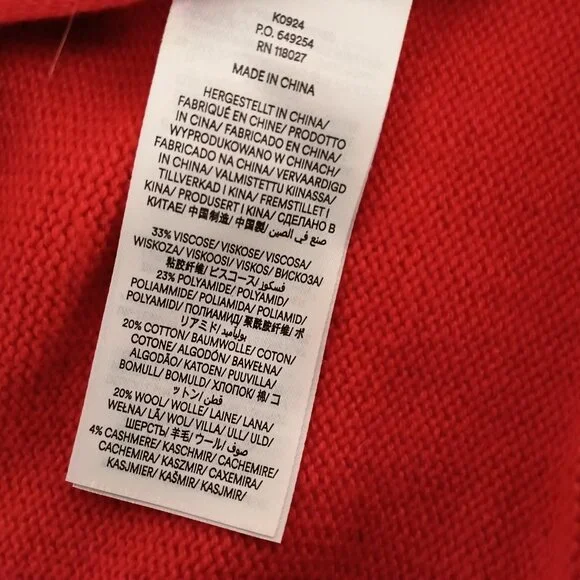 K0924
P.O. 649254
RN 118027
MADE IN CHINA
HERGESTELLT IN CHINA/
FABRIQUÉ EN CHINE/ PRODOTTO
IN CINA/ FABRICADO EN CHINA/
WYPRODUKOWANO W CHINACH/
FABRICADO NA CHINA/ VERVAARDIGD
IN CHINA/ VALMISTETTU KIINASSA/
TILLVERKAD I KINA/ FREMSTILLET I
KINA/ PRODUSERT I KINA/ СДЕЛАНО В
КИТАЕ/ 中国制造/ 中国製/ صنع في الصين
33% VISCOSE/ VISKOSE/ VISCOSA/
WISKOZA/ VISKOOSI/ VISKOS/ ВИСКОЗА/
粘胶纤维/ ビスコース/ فسكوز
23% POLYAMIDE/ POLYAMID/
POLIAMMIDE/ POLIAMIDA/ POLIAMID/
POLYAMIDI/ ПОЛИАМИД/ 聚酰胺纤维/ ポ
リアミド/ بولياميد
20% COTTON/ BAUMWOLLE/ COTON/
COTONE/ ALGODÓN/ BAWEŁNA/
ALGODÃO/ KATOEN/ PUUVILLA/
BOMULL/ BOMULD/ ХЛОПОК/ 棉/ コ
ットン/ قطن
20% WOOL/ WOLLE/ LAINE/ LANA/
WEŁNA/ LÃ/ WOL/ VILLA/ ULL/ ULD/
ШЕРСТЬ/ 羊毛/ ウール/ صوف
4% CASHMERE/ KASCHMIR/ CACHEMIRE/
CACHEMIRA/ KASZMIR/ CAXEMIRA/
KASJMIER/ KAŠMIR/ KASJMIR/